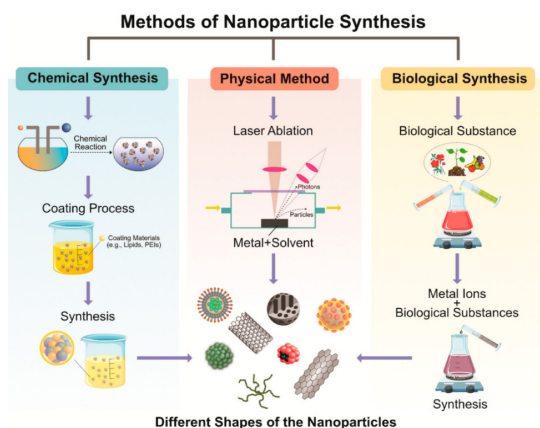 Methods of Nanoparticle Synthesis
Chemical Synthesis
Chemical
Reaction
Coating Process
Coating Materials
(e.g., Lipids, PEIs)
Synthesis
Physical Method
Laser Ablation
Photons
Particles
Metal+Solvent
Biological Synthesis
Biological Substance
Metal Ions
+
Biological Substances
Synthesis
Different Shapes of the Nanoparticles